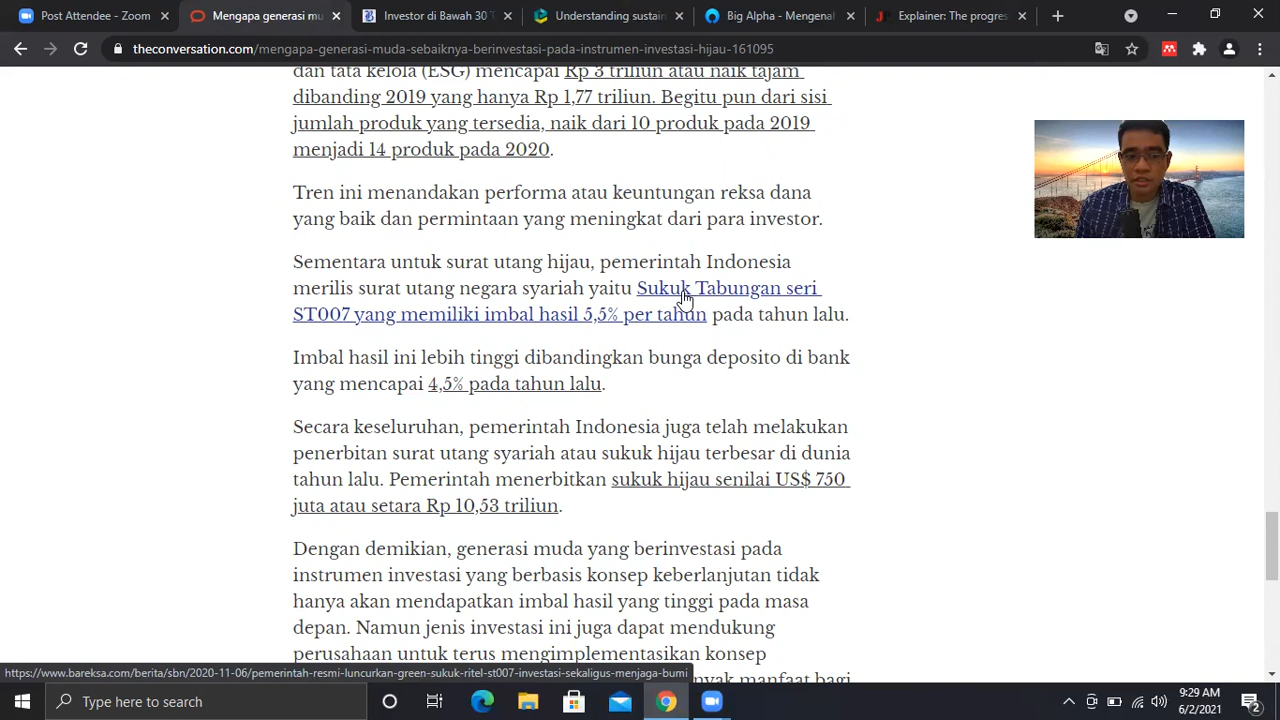 Post Attendee - Zoom
Mengapa generasi mu
Investor di Bawah 30 T
Understanding sustain
Big Alpha - Mengenal
Explainer: The progres
theconversation.com/mengapa-generasi-muda-sebaiknya-berinvestasi-pada-instrumen-investasi-hijau-161095
dan tata kelola (ESG) mencapai Rp 3 triliun atau naik tajam
dibanding 2019 yang hanya Rp 1,77 triliun. Begitu pun dari sisi
jumlah produk yang tersedia, naik dari 10 produk pada 2019
menjadi 14 produk pada 2020.
Tren ini menandakan performa atau keuntungan reksa dana
yang baik dan permintaan yang meningkat dari para investor.
Sementara untuk surat utang hijau, pemerintah Indonesia
merilis surat utang negara syariah yaitu Sukuk Tabungan seri
ST007 yang memiliki imbal hasil 5,5% per tahun pada tahun lalu.
Imbal hasil ini lebih tinggi dibandingkan bunga deposito di bank
yang mencapai 4,5% pada tahun lalu.
Secara keseluruhan, pemerintah Indonesia juga telah melakukan
penerbitan surat utang syariah atau sukuk hijau terbesar di dunia
tahun lalu. Pemerintah menerbitkan sukuk hijau senilai US$ 750
juta atau setara Rp 10,53 triliun.
Dengan demikian, generasi muda yang berinvestasi pada
instrumen investasi yang berbasis konsep keberlanjutan tidak
hanya akan mendapatkan imbal hasil yang tinggi pada masa
depan. Namun jenis investasi ini juga dapat mendukung
perusahaan untuk terus mengimplementasikan konsep
nyak manfaat bagi
https://www.bareksa.com/berita/sbn/2020-11-06/pemerintah-resmi-luncurkan-green-sukuk-ritel-st007-investasi-sekaligus-menjaga-bumi
Type here to search
9:29 AM
6/2/2021
2